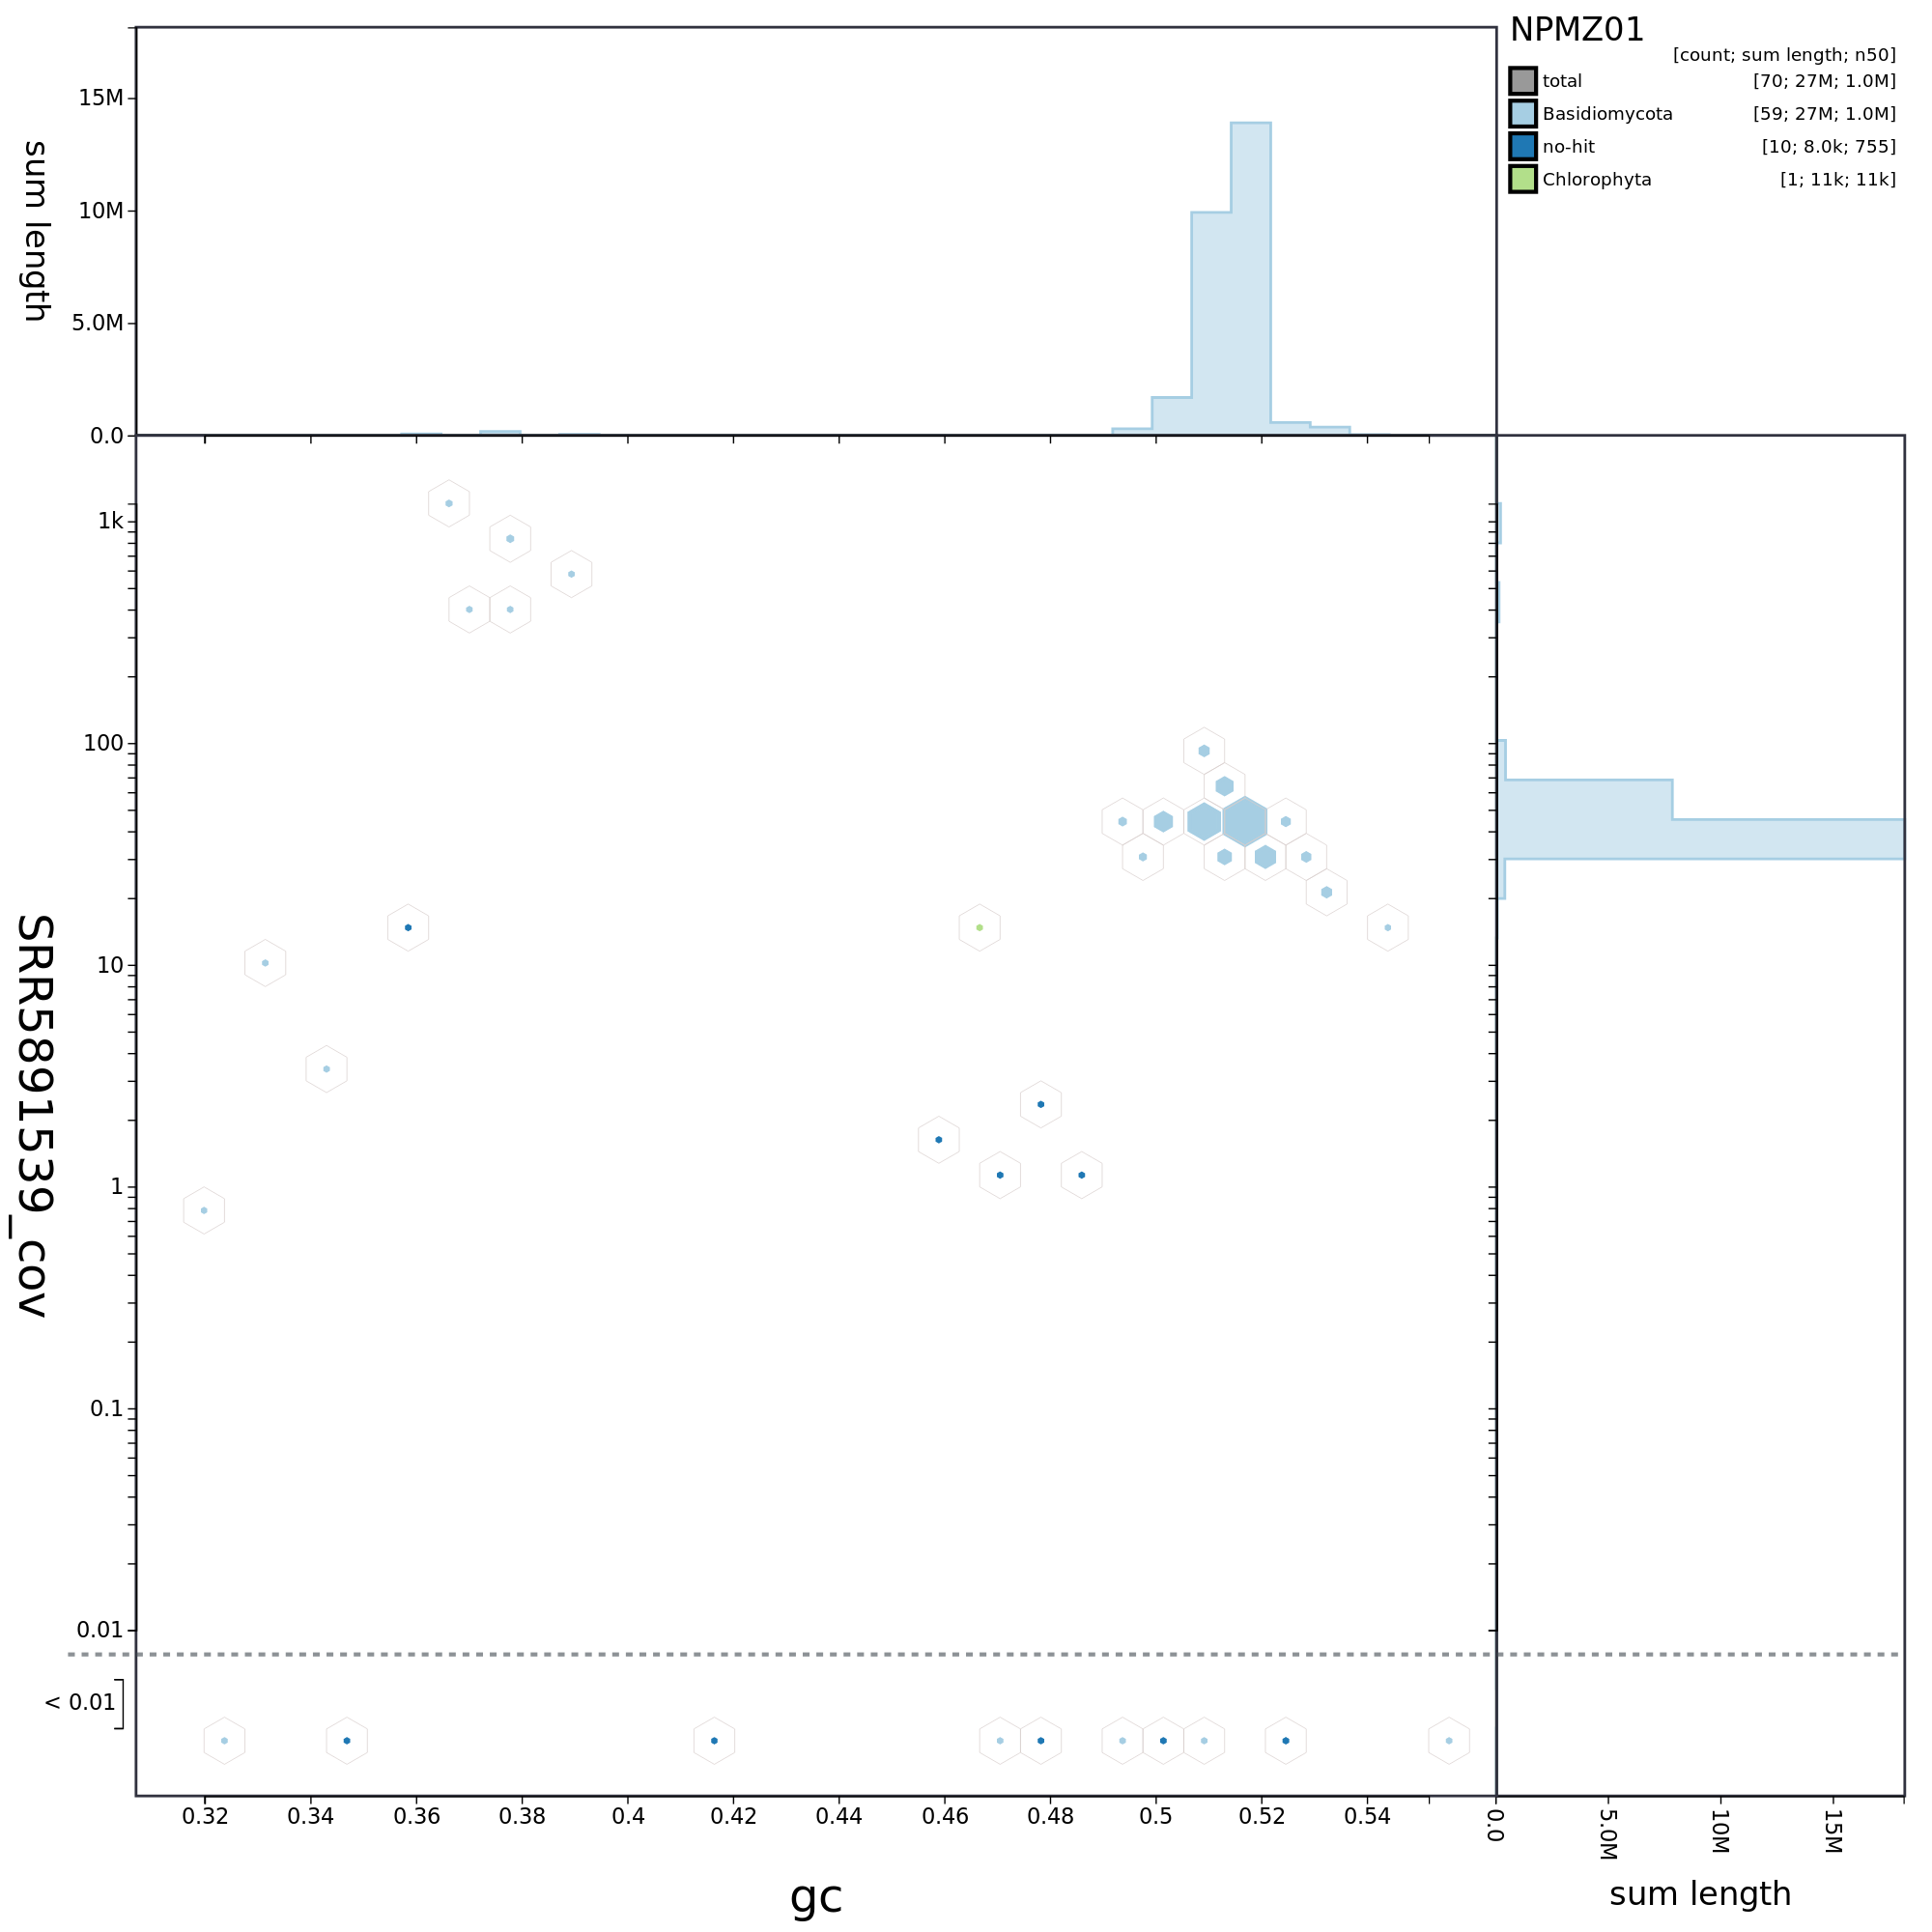 NPMZ01
[count; sum length; n50]
total [70; 27M; 1.0M]
Basidiomycota [59; 27M; 1.0M]
no-hit [10; 8.0k; 755]
Chlorophyta [1; 11k; 11k]
sum length
15M
10M
5.0M
0.0
SRR5891539_cov
1k
100
10
1
0.1
0.01
< 0.01
0.32 0.34 0.36 0.38 0.4 0.42 0.44 0.46 0.48 0.5 0.52 0.54
gc
0.0 5.0M 10M 15M
sum length